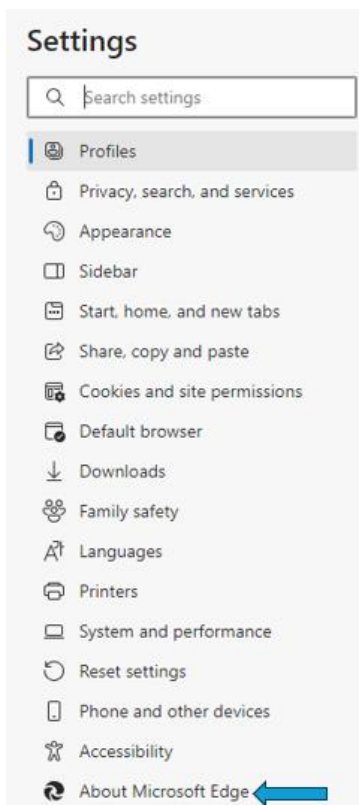 Settings
Search settings
Profiles
Privacy, search, and services
Appearance
Sidebar
Start, home, and new tabs
Share, copy and paste
Cookies and site permissions
Default browser
Downloads
Family safety
Languages
Printers
System and performance
Reset settings
Phone and other devices
Accessibility
About Microsoft Edge